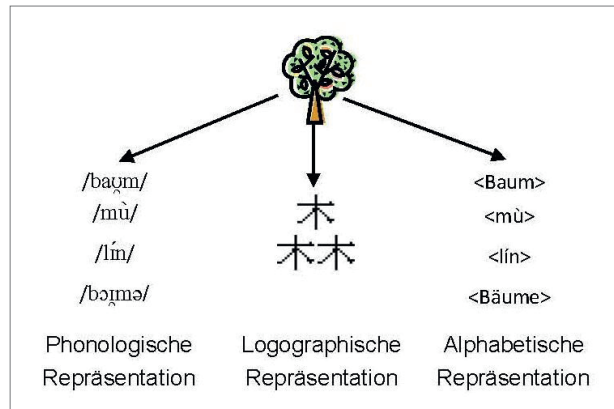 /baʊ̯m/ <Baum>
/mù/ 木 <mù>
/lín/ 木木 <lín>
/bɔɪ̯mə/ <Bäume>
Phonologische Logographische Alphabetische
Repräsentation Repräsentation Repräsentation